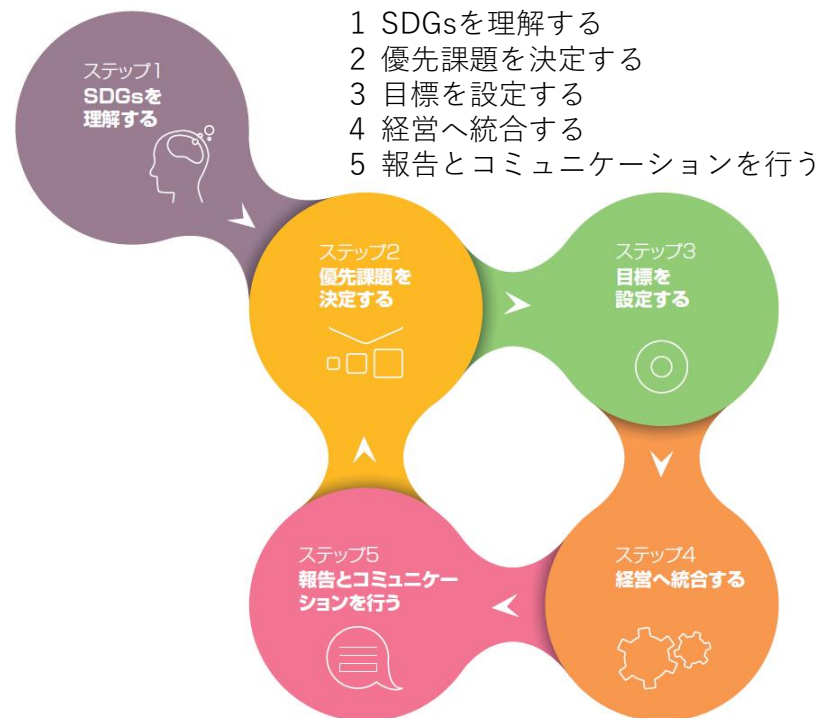 1 SDGsを理解する
2 優先課題を決定する
3 目標を設定する
4 経営へ統合する
5 報告とコミュニケーションを行う
ステップ1
SDGsを
理解する
ステップ2
優先課題を
決定する
ステップ3
目標を
設定する
ステップ4
経営へ統合する
ステップ5
報告とコミュニケー
ションを行う